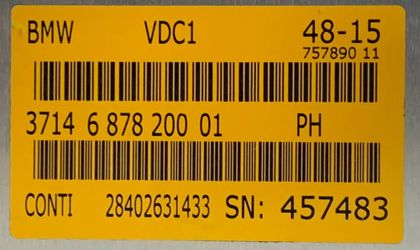 BMW VDC1 48-15
757890 11
3714 6 878 200 01 PH
CONTI 28402631433 SN: 457483